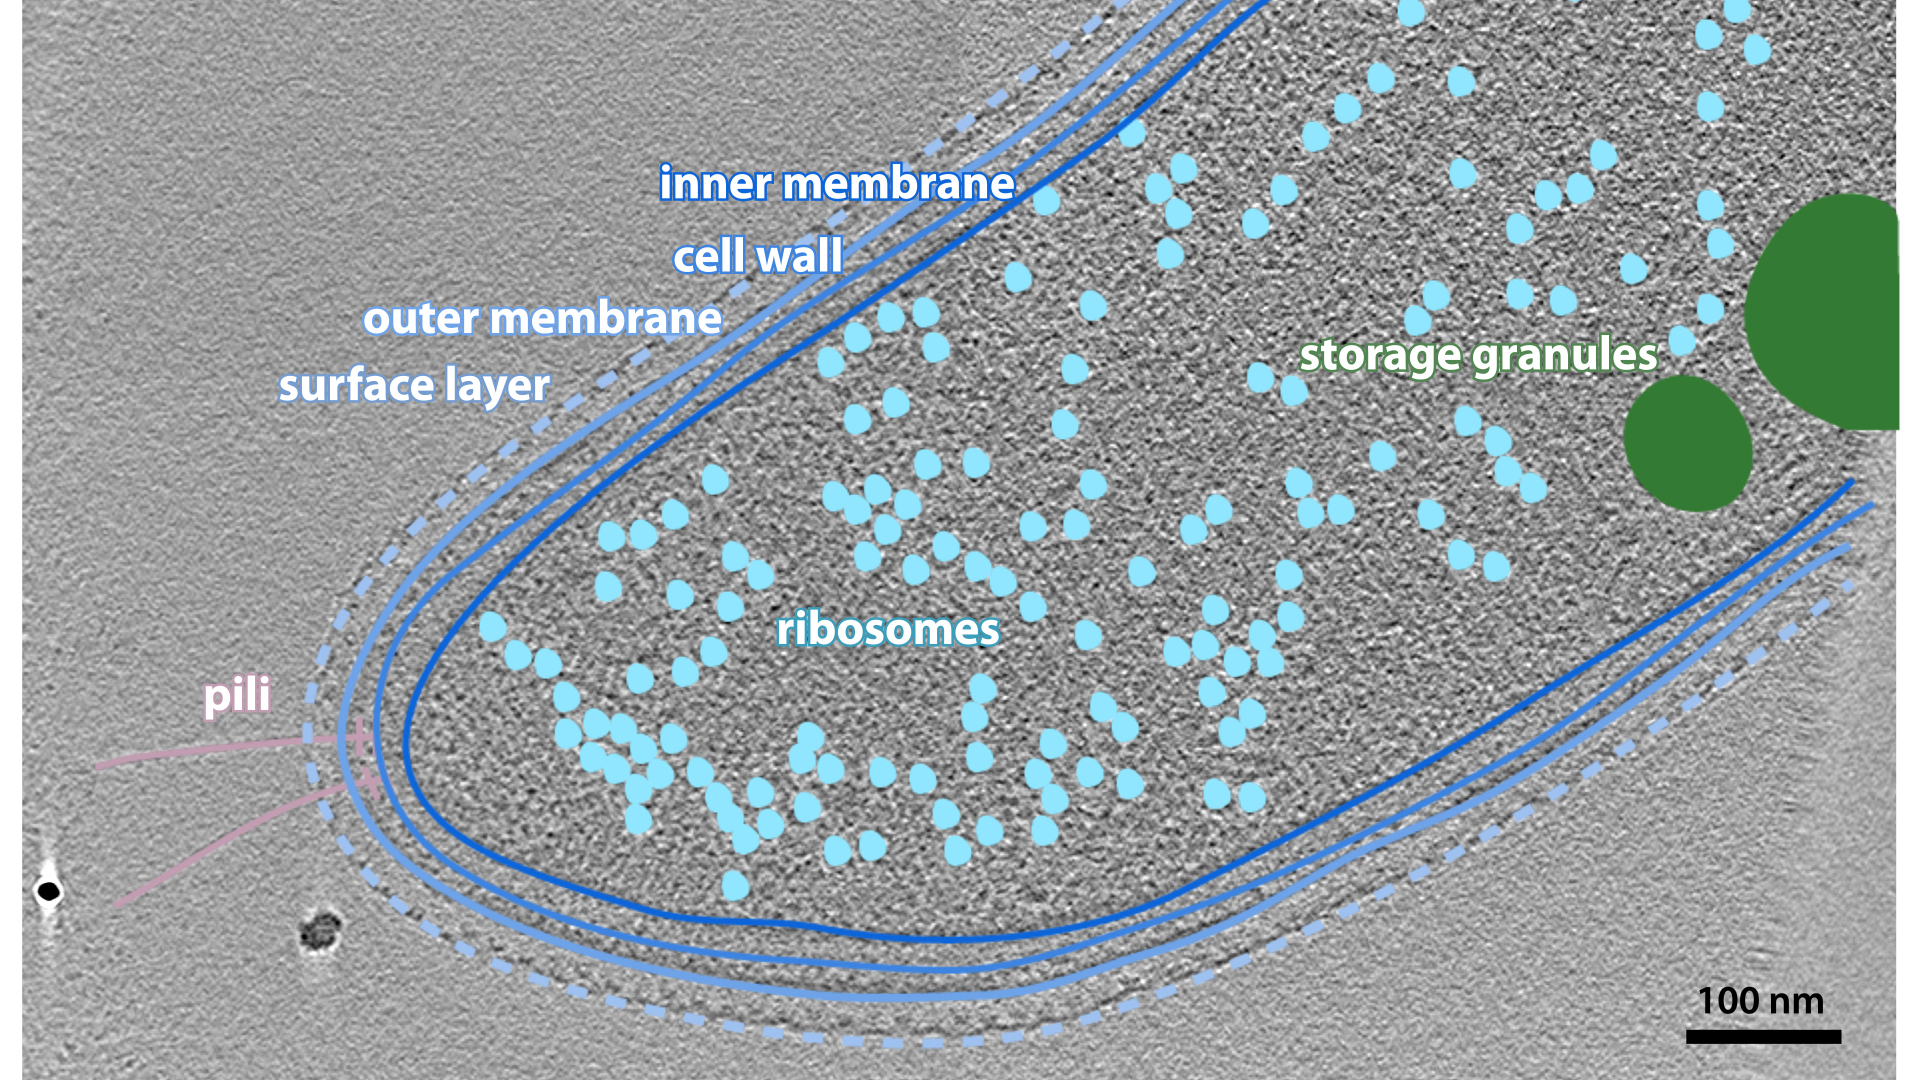 inner membrane
cell wall
outer membrane
surface layer
storage granules
ribosomes
pili
100 nm